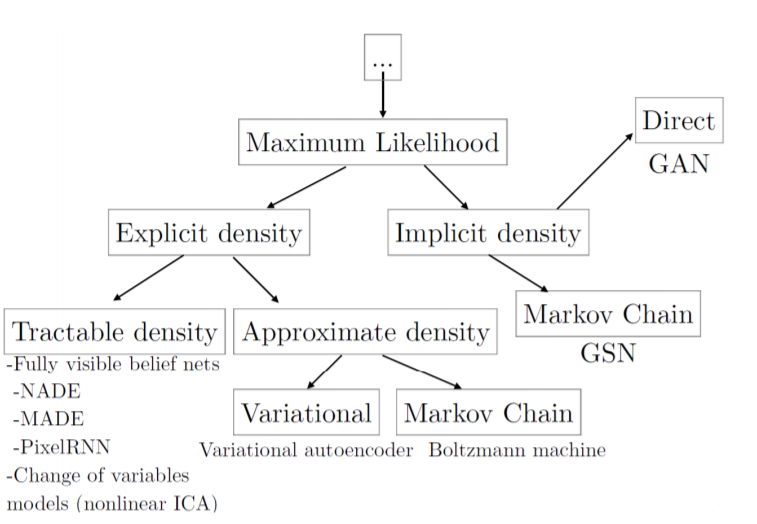 ...
Maximum Likelihood
Direct
GAN
Explicit density
Implicit density
Tractable density
-Fully visible belief nets
-NADE
-MADE
-PixelRNN
-Change of variables
models (nonlinear ICA)
Approximate density
Variational
Variational autoencoder
Markov Chain
Boltzmann machine
Markov Chain
GSN